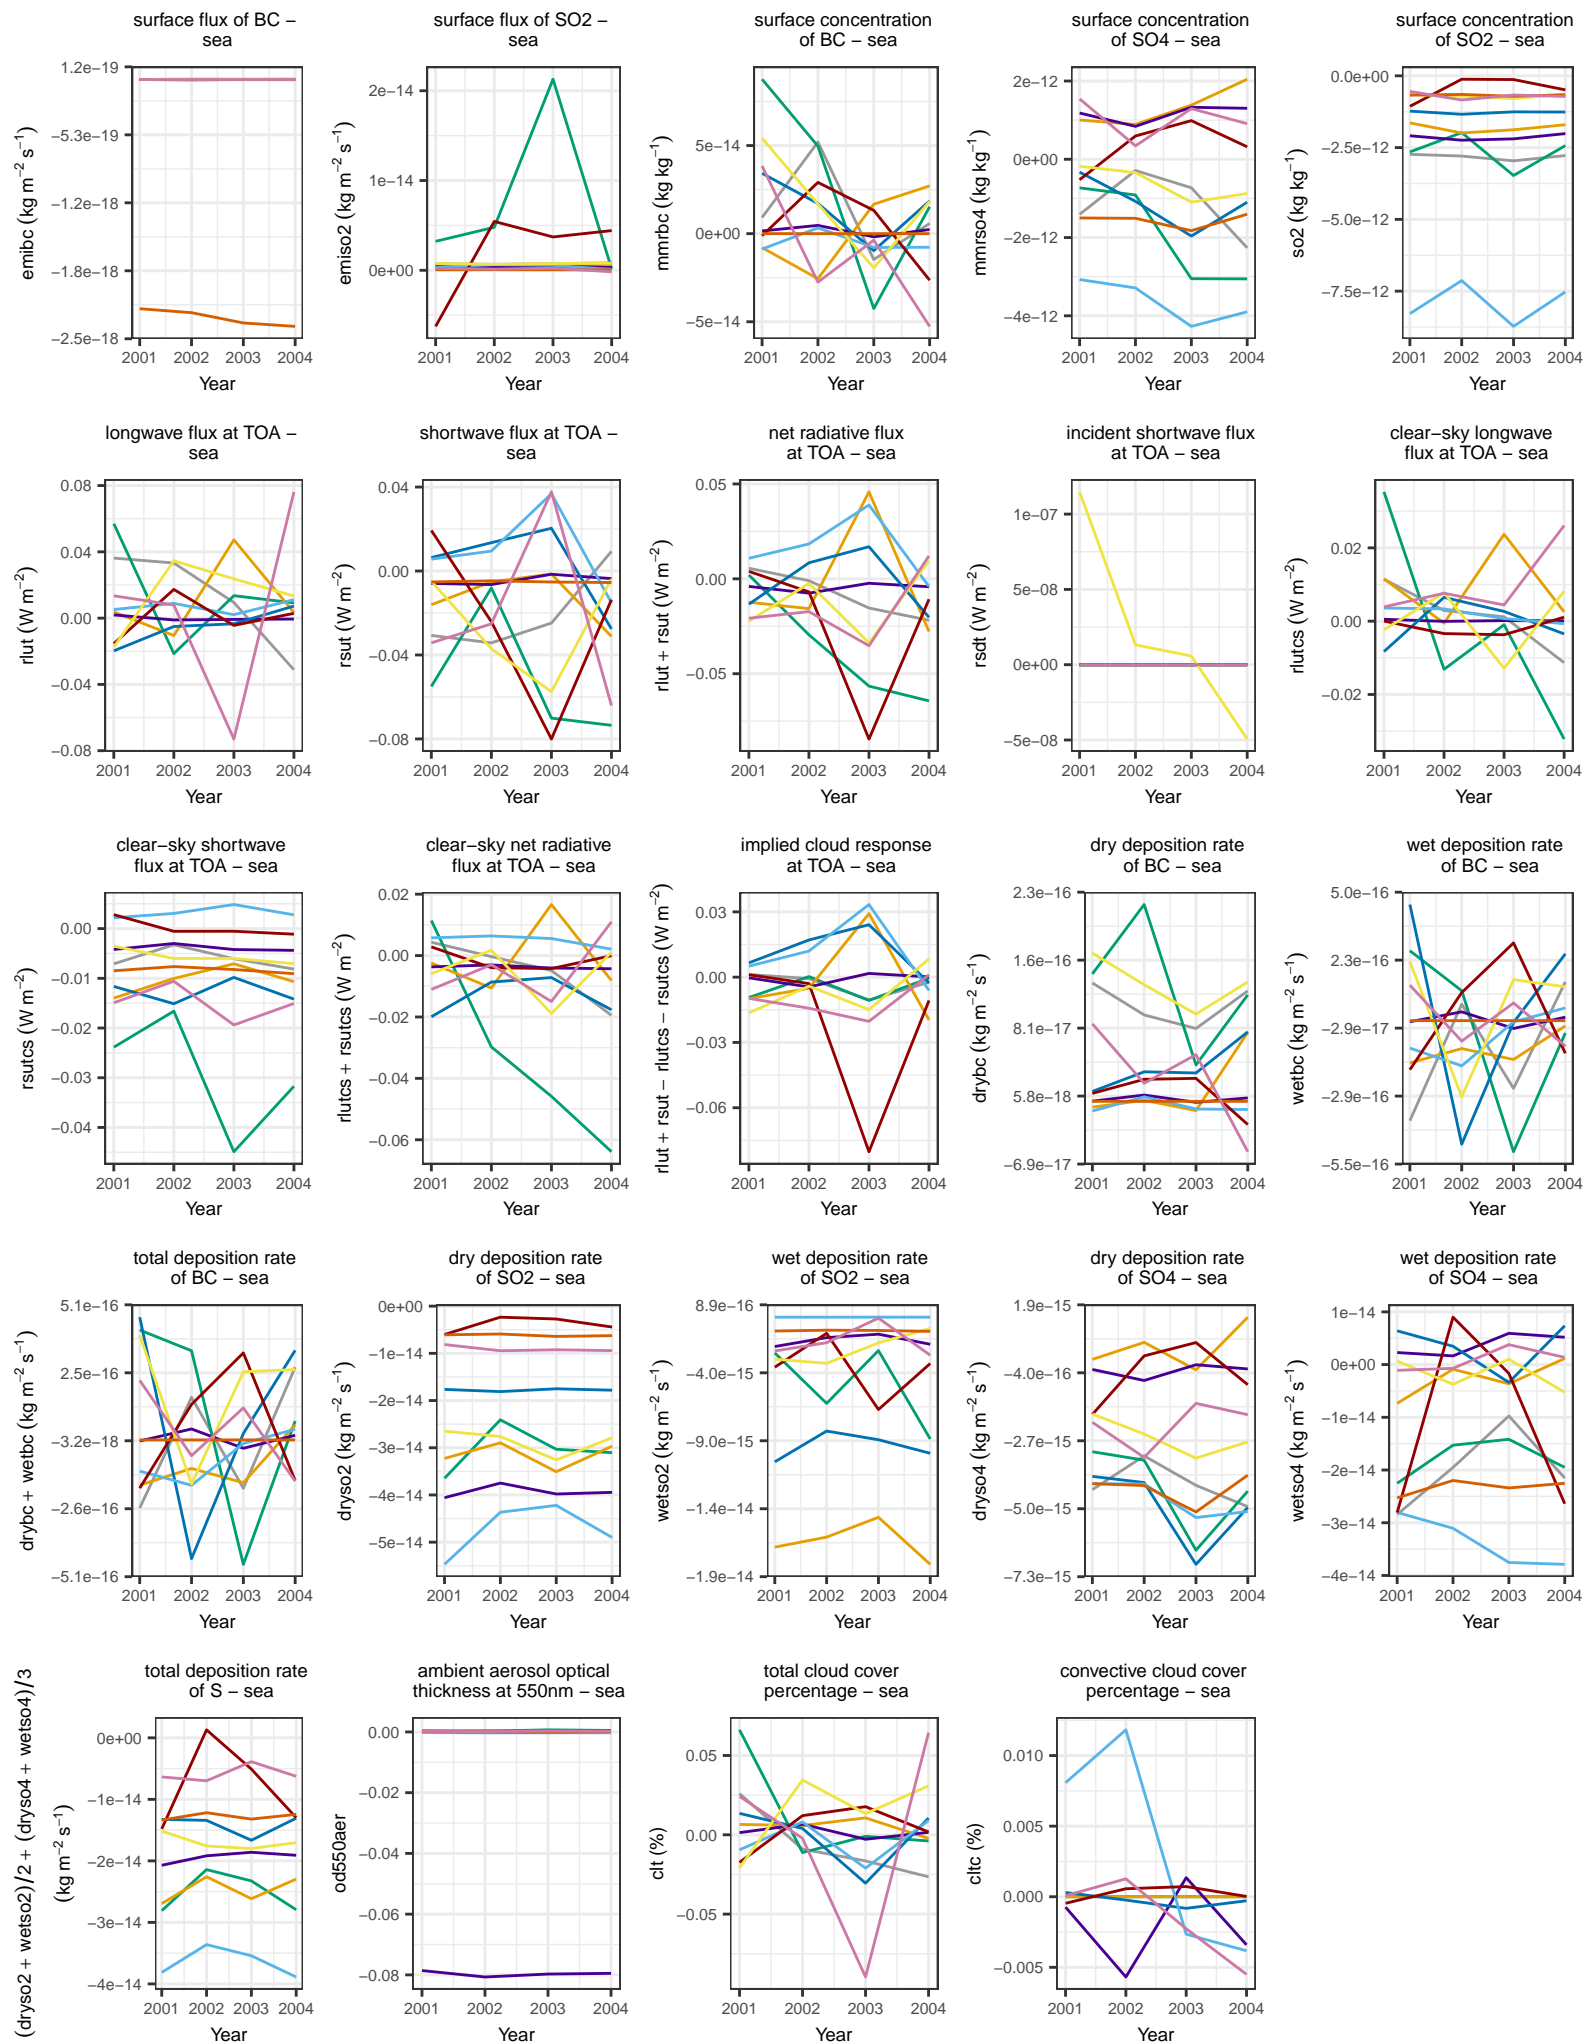 surface flux of BC −
sea
emibc (kg m−2 s−1)
1.2e−19
−5.3e−19
−1.2e−18
−1.8e−18
−2.5e−18
2001 2002 2003 2004
Year
surface flux of SO2 −
sea
emiso2 (kg m−2 s−1)
2e−14
1e−14
0e+00
2001 2002 2003 2004
Year
surface concentration
of BC − sea
mmrbc (kg kg−1)
5e−14
0e+00
−5e−14
2001 2002 2003 2004
Year
surface concentration
of SO4 − sea
mmrso4 (kg kg−1)
2e−12
0e+00
−2e−12
−4e−12
2001 2002 2003 2004
Year
surface concentration
of SO2 − sea
so2 (kg kg−1)
0.0e+00
−2.5e−12
−5.0e−12
−7.5e−12
2001 2002 2003 2004
Year
longwave flux at TOA −
sea
rlut (W m−2)
0.08
0.04
0.00
−0.04
−0.08
2001 2002 2003 2004
Year
shortwave flux at TOA −
sea
rsut (W m−2)
0.04
0.00
−0.04
−0.08
2001 2002 2003 2004
Year
net radiative flux
at TOA − sea
rlut + rsut (W m−2)
0.05
0.00
−0.05
2001 2002 2003 2004
Year
incident shortwave flux
at TOA − sea
rsdt (W m−2)
1e−07
5e−08
0e+00
−5e−08
2001 2002 2003 2004
Year
clear−sky longwave
flux at TOA − sea
rlutcs (W m−2)
0.02
0.00
−0.02
2001 2002 2003 2004
Year
clear−sky shortwave
flux at TOA − sea
rsutcs (W m−2)
0.00
−0.01
−0.02
−0.03
−0.04
2001 2002 2003 2004
Year
clear−sky net radiative
flux at TOA − sea
rlutcs + rsutcs (W m−2)
0.02
0.00
−0.02
−0.04
−0.06
2001 2002 2003 2004
Year
implied cloud response
at TOA − sea
rlut + rsut − rlutcs − rsutcs (W m−2)
0.03
0.00
−0.03
−0.06
2001 2002 2003 2004
Year
dry deposition rate
of BC − sea
drybc (kg m−2 s−1)
2.3e−16
1.6e−16
8.1e−17
5.8e−18
−6.9e−17
2001 2002 2003 2004
Year
wet deposition rate
of BC − sea
wetbc (kg m−2 s−1)
5.0e−16
2.3e−16
−2.9e−17
−2.9e−16
−5.5e−16
2001 2002 2003 2004
Year
total deposition rate
of BC − sea
drybc + wetbc (kg m−2 s−1)
5.1e−16
2.5e−16
−3.2e−18
−2.6e−16
−5.1e−16
2001 2002 2003 2004
Year
dry deposition rate
of SO2 − sea
dryso2 (kg m−2 s−1)
0e+00
−1e−14
−2e−14
−3e−14
−4e−14
−5e−14
2001 2002 2003 2004
Year
wet deposition rate
of SO2 − sea
wetso2 (kg m−2 s−1)
8.9e−16
−4.0e−15
−9.0e−15
−1.4e−14
−1.9e−14
2001 2002 2003 2004
Year
dry deposition rate
of SO4 − sea
dryso4 (kg m−2 s−1)
1.9e−15
−4.0e−16
−2.7e−15
−5.0e−15
−7.3e−15
2001 2002 2003 2004
Year
wet deposition rate
of SO4 − sea
wetso4 (kg m−2 s−1)
1e−14
0e+00
−1e−14
−2e−14
−3e−14
−4e−14
2001 2002 2003 2004
Year
total deposition rate
of S − sea
(dryso2 + wetso2)/2 + (dryso4 + wetso4)/3
(kg m−2 s−1)
0e+00
−1e−14
−2e−14
−3e−14
−4e−14
2001 2002 2003 2004
Year
ambient aerosol optical
thickness at 550nm − sea
od550aer
0.00
−0.02
−0.04
−0.06
−0.08
2001 2002 2003 2004
Year
total cloud cover
percentage − sea
clt (%)
0.05
0.00
−0.05
2001 2002 2003 2004
Year
convective cloud cover
percentage − sea
cltc (%)
0.010
0.005
0.000
−0.005
2001 2002 2003 2004
Year